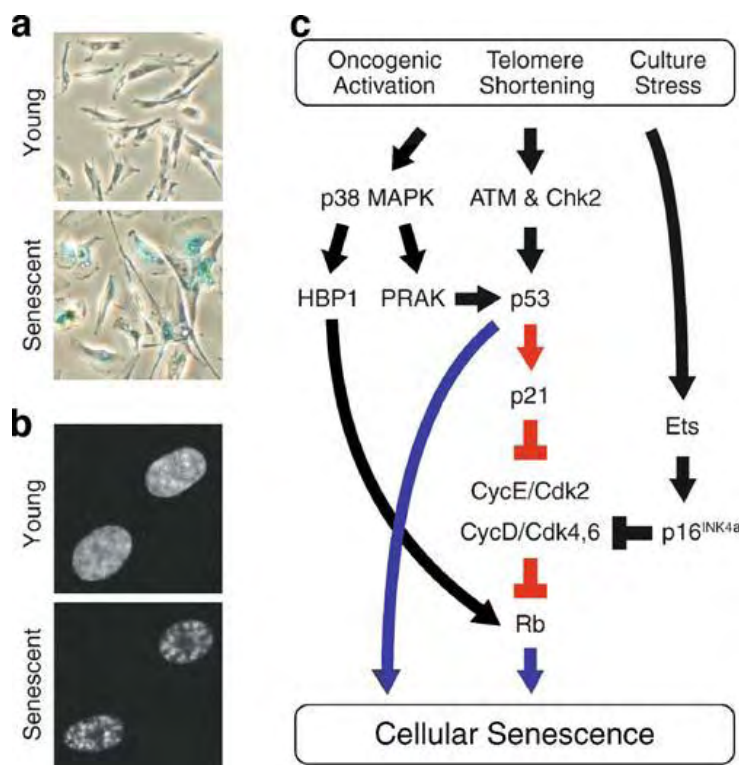 a
Young
Senescent
b
Young
Senescent
c
Oncogenic Activation
Telomere Shortening
Culture Stress
p38 MAPK
ATM & Chk2
HBP1
PRAK
p53
p21
Ets
CycE/Cdk2
CycD/Cdk4,6
p16INK4a
Rb
Cellular Senescence